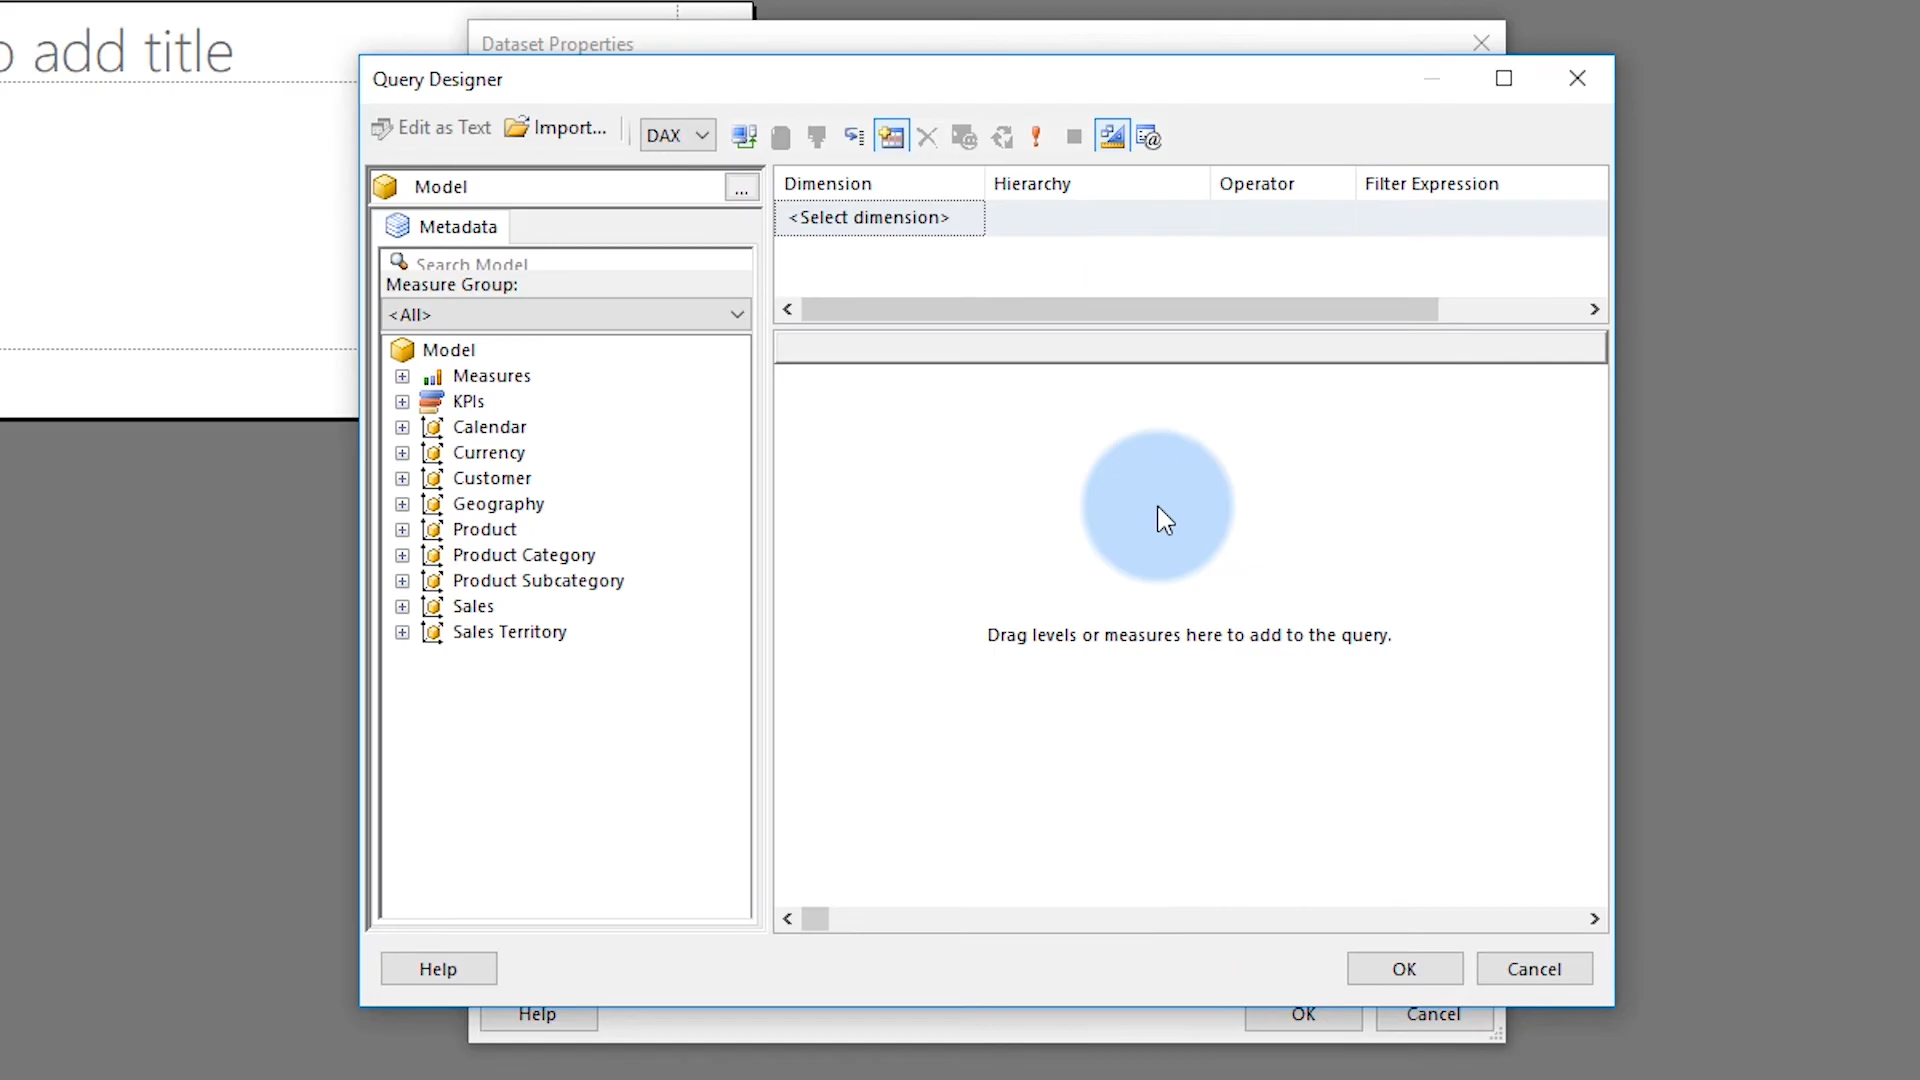 o add title
Dataset Properties
Query Designer
Edit as Text
Import...
DAX
Model
...
Metadata
Search Model
Measure Group:
<All>
Model
Measures
KPIs
Calendar
Currency
Customer
Geography
Product
Product Category
Product Subcategory
Sales
Sales Territory
Dimension
Hierarchy
Operator
Filter Expression
<Select dimension>
Drag levels or measures here to add to the query.
Help
OK
Cancel
Help
OK
Cancel